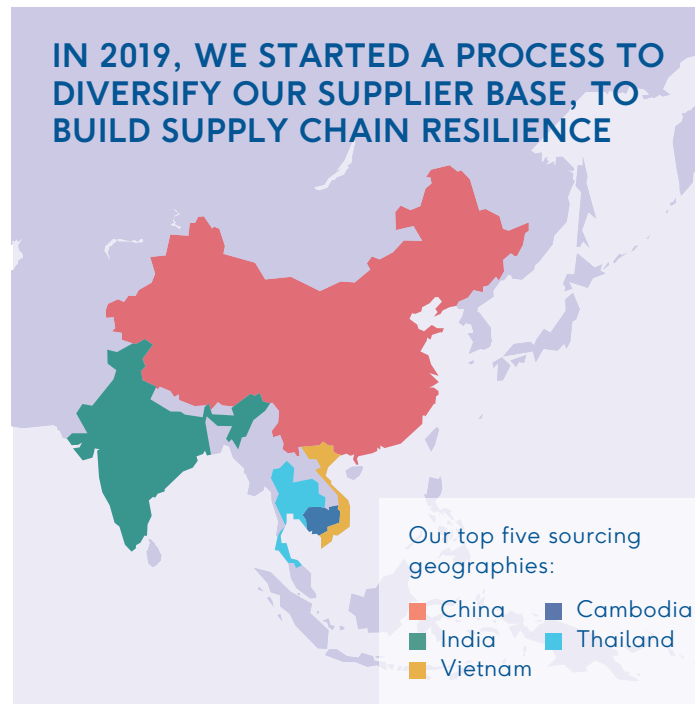 IN 2019, WE STARTED A PROCESS TO
DIVERSIFY OUR SUPPLIER BASE, TO
BUILD SUPPLY CHAIN RESILIENCE
Our top five sourcing
geographies:
China
India
Vietnam
Cambodia
Thailand